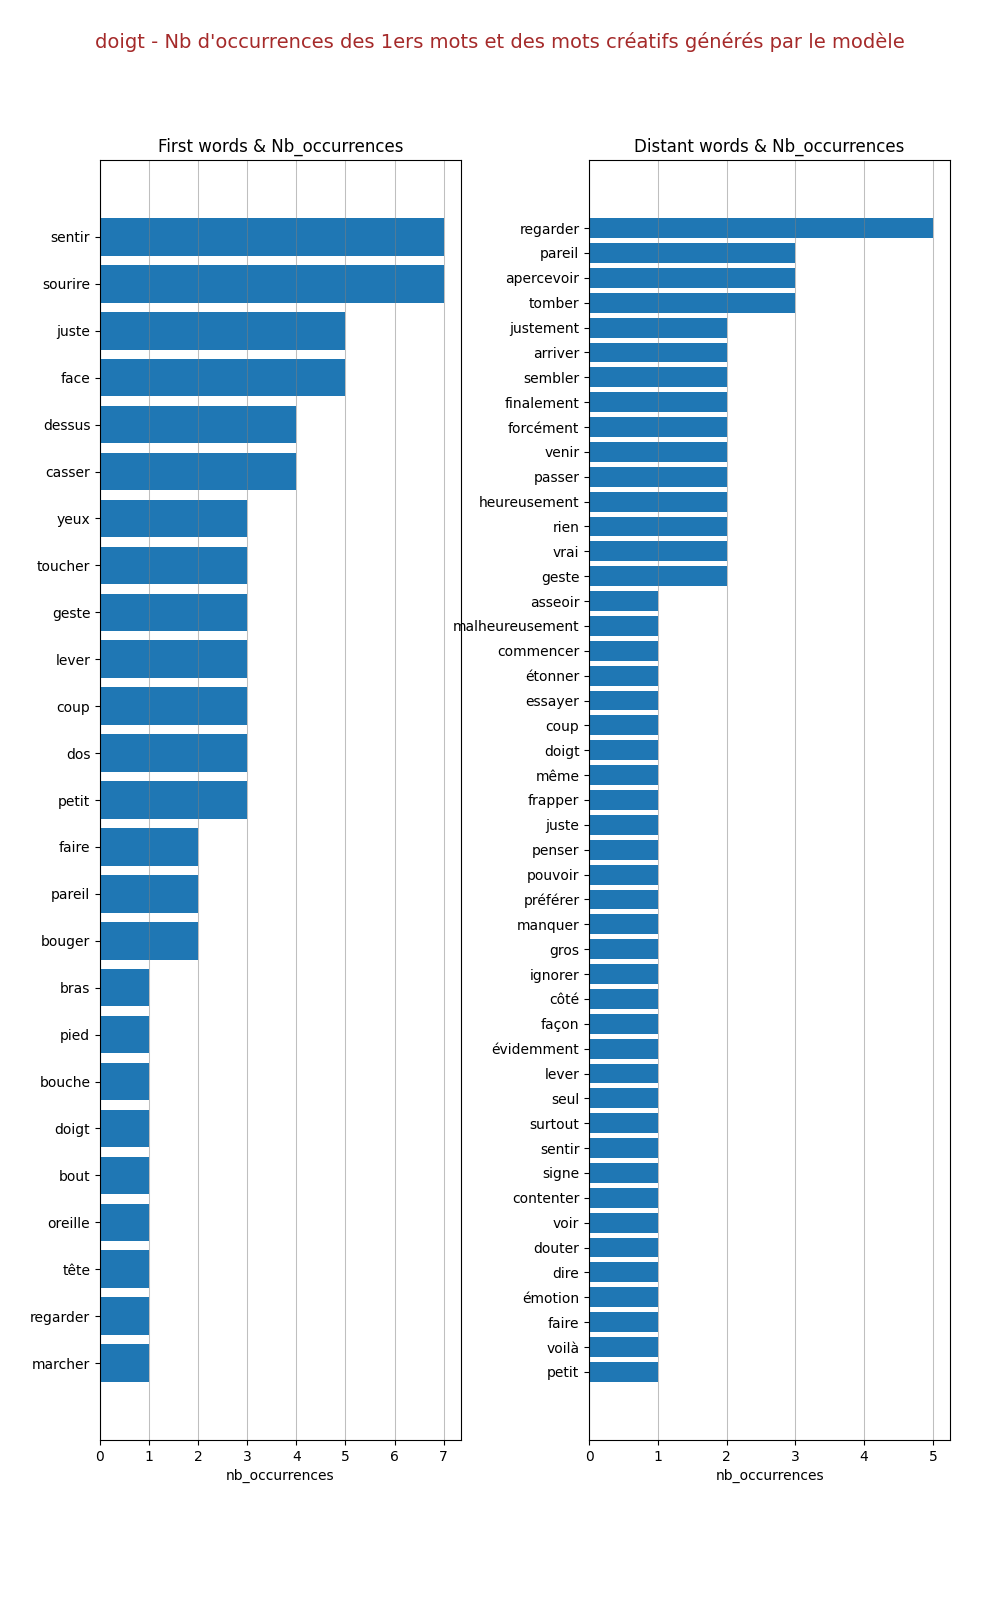 doigt - Nb d'occurrences des 1ers mots et des mots créatifs générés par le modèle
First words & Nb_occurrences
sentir
sourire
juste
face
dessus
casser
yeux
toucher
geste
lever
coup
dos
petit
faire
pareil
bouger
bras
pied
bouche
doigt
bout
oreille
tête
regarder
marcher
0 1 2 3 4 5 6 7
nb_occurrences
Distant words & Nb_occurrences
regarder
pareil
apercevoir
tomber
justement
arriver
sembler
finalement
forcément
venir
passer
heureusement
rien
vrai
geste
asseoir
malheureusement
commencer
étonner
essayer
coup
doigt
même
frapper
juste
penser
pouvoir
préférer
manquer
gros
ignorer
côté
façon
évidemment
lever
seul
surtout
sentir
signe
contenter
voir
douter
dire
émotion
faire
voilà
petit
0 1 2 3 4 5
nb_occurrences